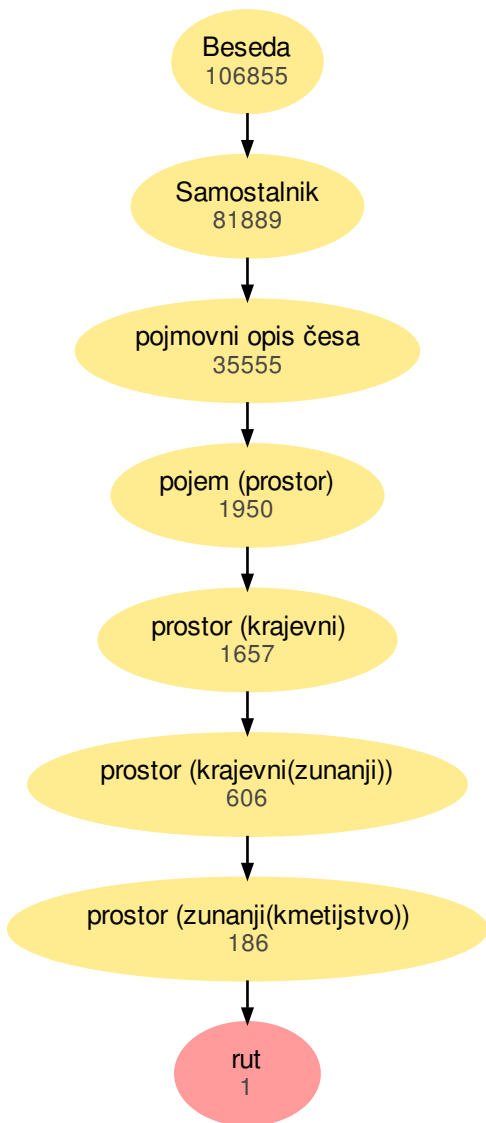 Beseda
106855
Samostalnik
81889
pojmovni opis česa
35555
pojem (prostor)
1950
prostor (krajevni)
1657
prostor (krajevni(zunanji))
606
prostor (zunanji(kmetijstvo))
186
rut
1